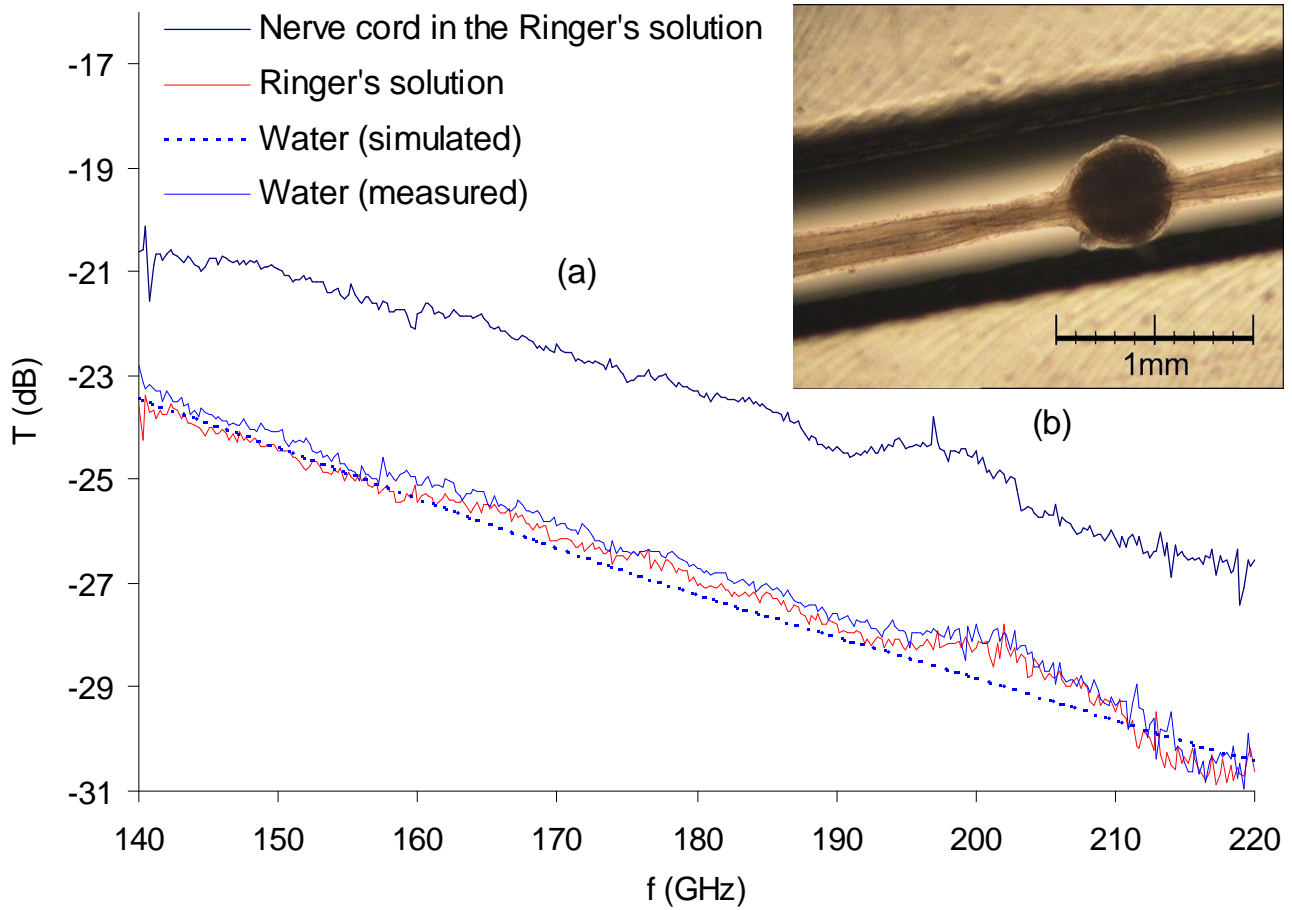 Nerve cord in the Ringer's solution
Ringer's solution
Water (simulated)
Water (measured)
(a)
(b)
1mm
T (dB)
-17
-19
-21
-23
-25
-27
-29
-31
140 150 160 170 180 190 200 210 220
f (GHz)